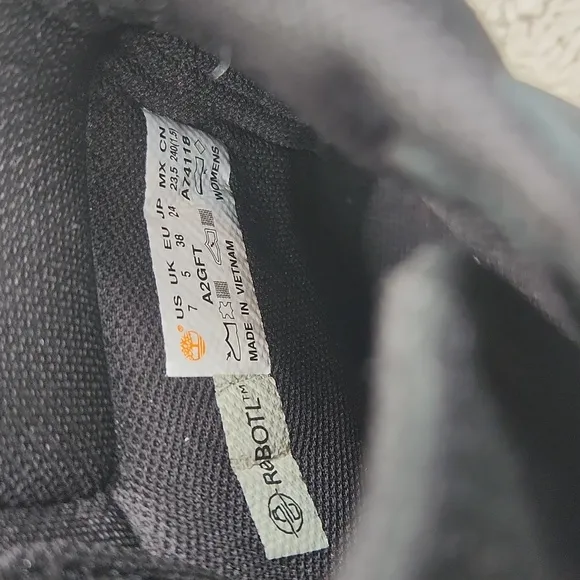 US UK EU JP MX CN
7 5 38 24 23,5 240(1,5)
A2GFT A74118
MADE IN VIETNAM WOMENS
ReBOTL™